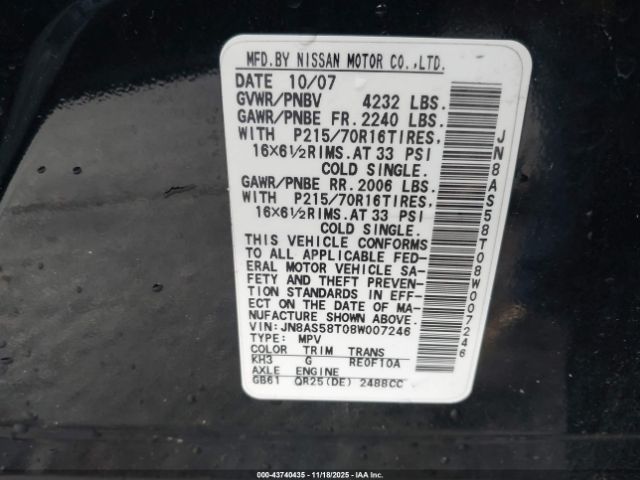 MFD.BY NISSAN MOTOR CO.,LTD.
DATE 10/07
GVWR/PNBV 4232 LBS.
GAWR/PNBE FR. 2240 LBS.
WITH P215/70R16TIRES,
16×6½RIMS.AT 33 PSI
COLD SINGLE.
GAWR/PNBE RR. 2006 LBS.
WITH P215/70R16TIRES,
16×6½RIMS.AT 33 PSI
COLD SINGLE.
THIS VEHICLE CONFORMS
TO ALL APPLICABLE FED-
ERAL MOTOR VEHICLE SA-
FETY AND THEFT PREVEN-
TION STANDARDS IN EFF-
ECT ON THE DATE OF MA-
NUFACTURE SHOWN ABOVE.
VIN: JN8AS58T08W007246
TYPE: MPV
COLOR TRIM TRANS
KH3 G RE0F10A
AXLE ENGINE
GB61 QR25(DE) 2488CC
JN8AS58T08W007246
000-43740435 - 11/18/2025 - IAAI.COM